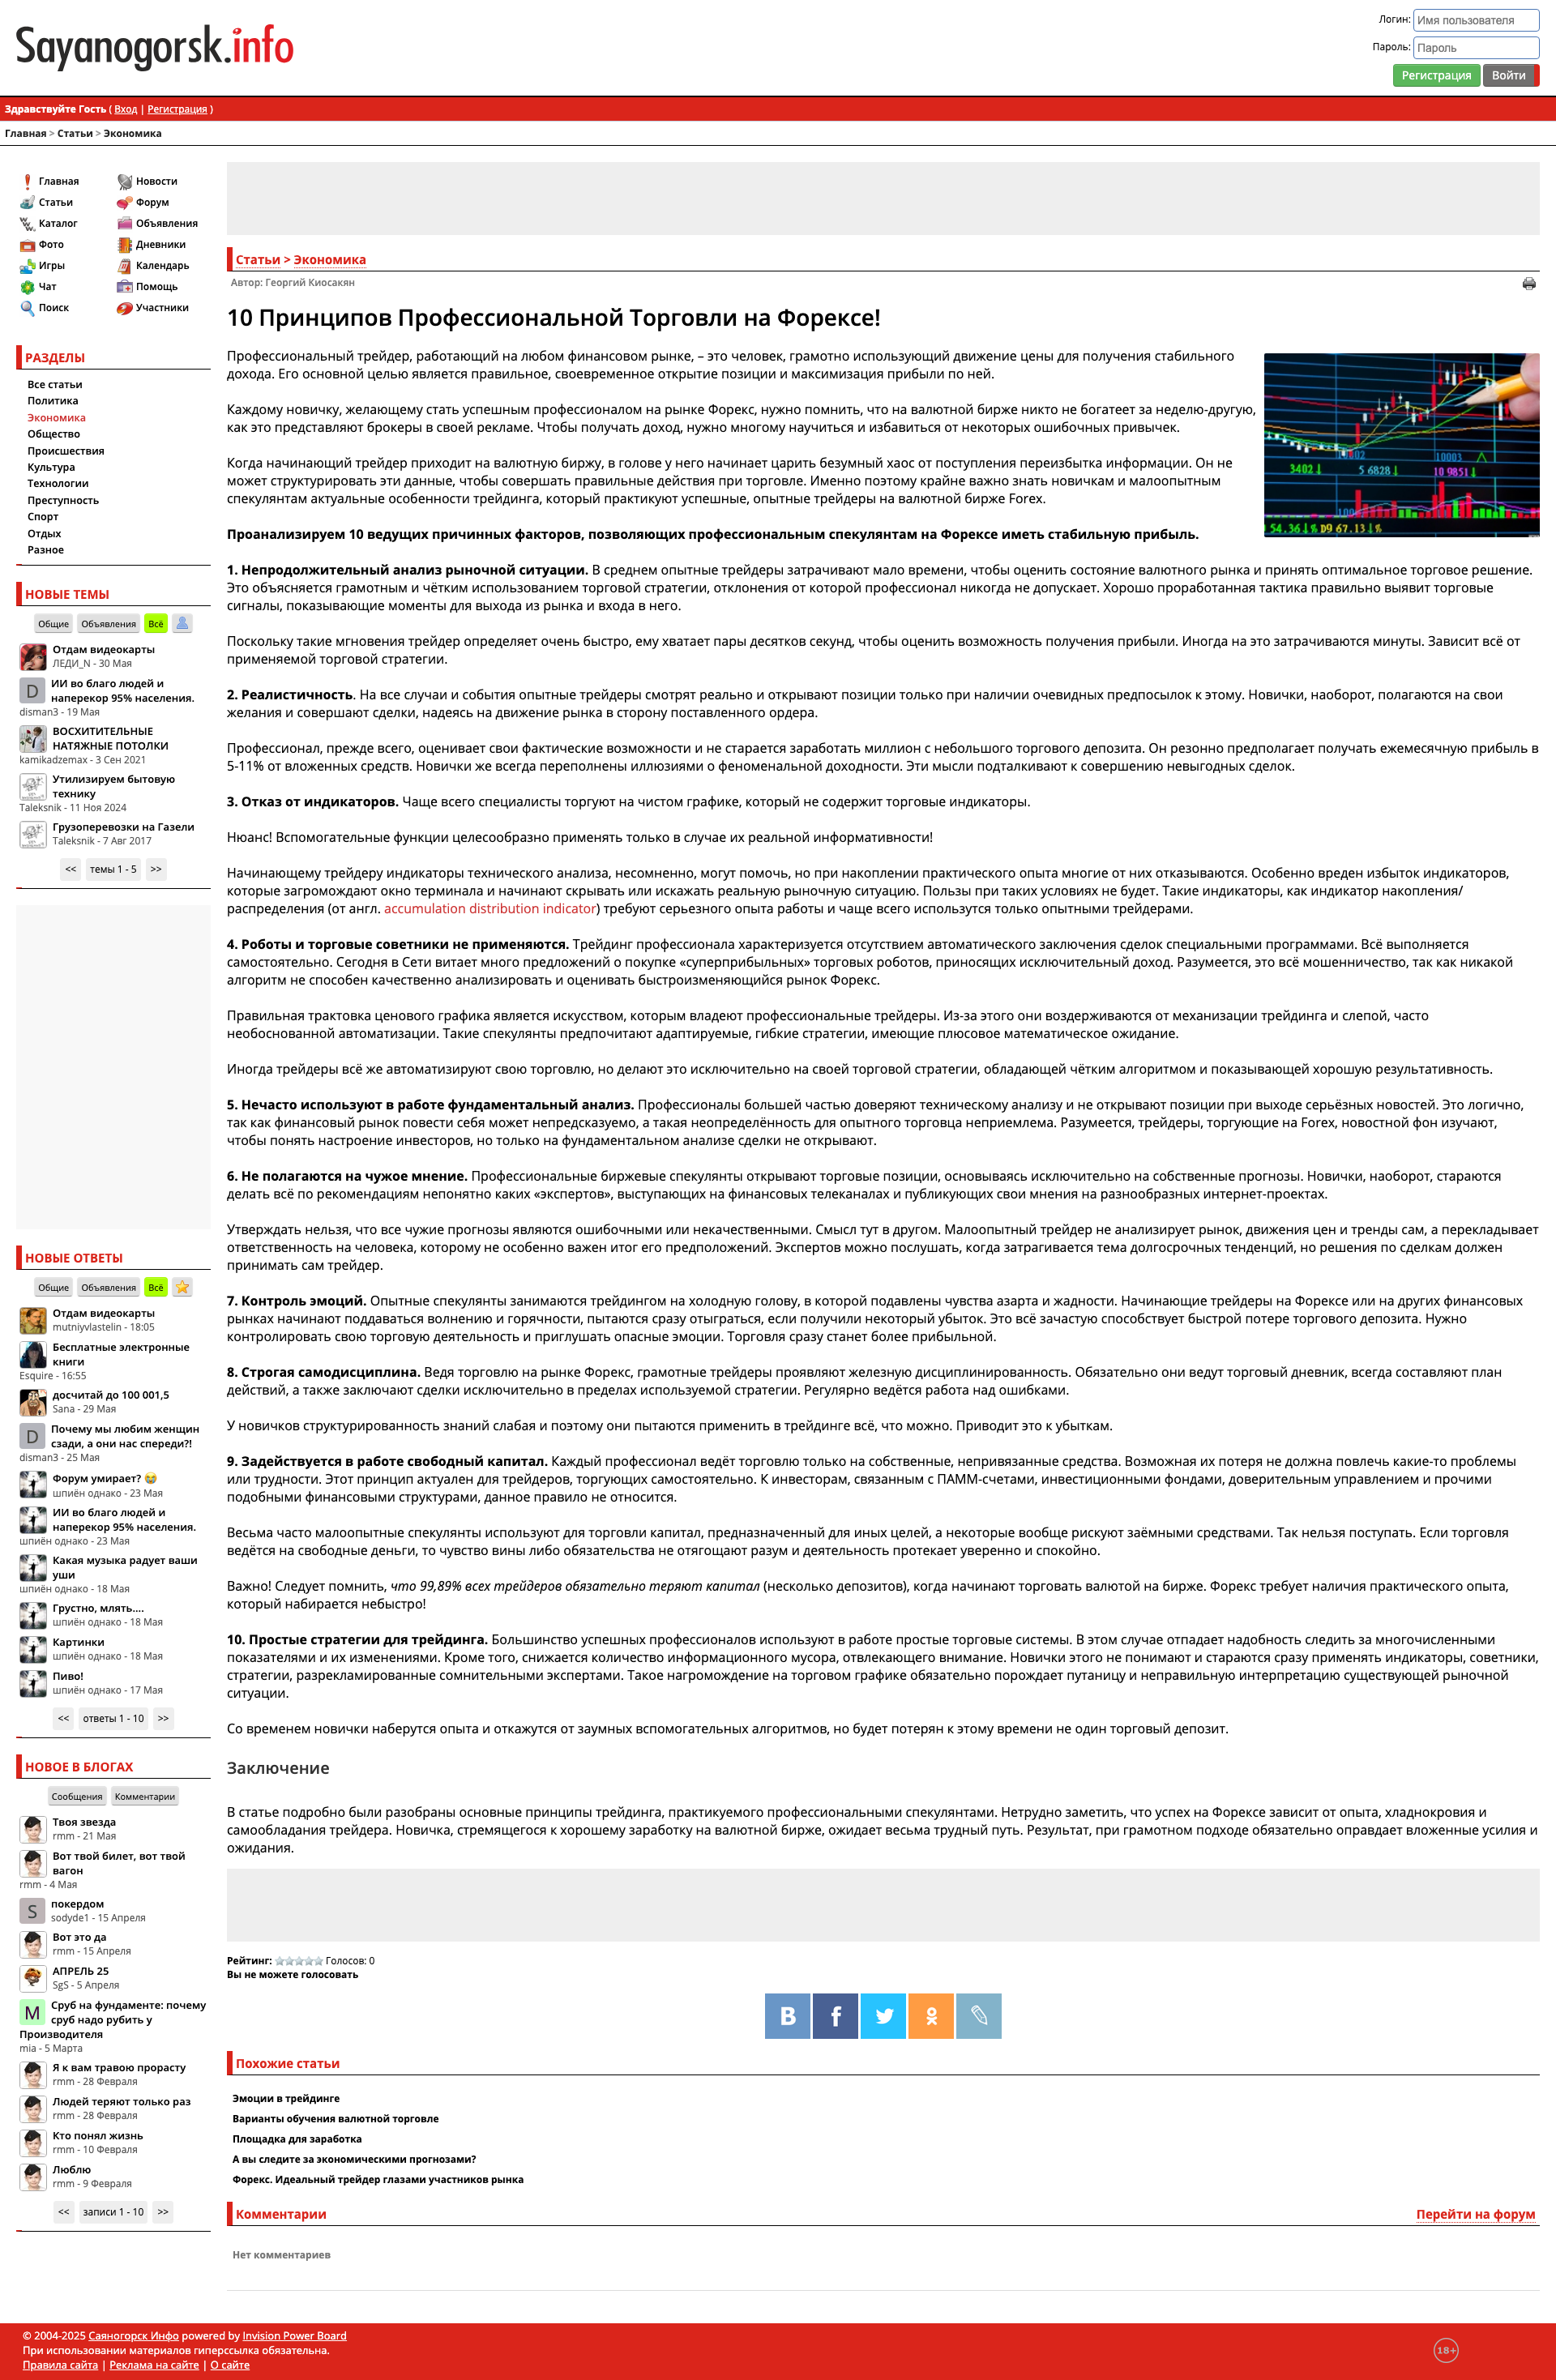 Sayanogorsk.info
Логин: Имя пользователя
Пароль: Пароль
Регистрация Войти
Здравствуйте Гость ( Вход | Регистрация )
Главная > Статьи > Экономика
Главная Новости
Статьи Форум
Каталог Объявления
Фото Дневники
Игры Календарь
Чат Помощь
Поиск Участники
РАЗДЕЛЫ
Все статьи
Политика
Экономика
Общество
Происшествия
Культура
Технологии
Преступность
Спорт
Отдых
Разное
НОВЫЕ ТЕМЫ
Общие Объявления Всё
Отдам видеокарты
ЛЕДИ_N - 30 Мая
D ИИ во благо людей и
наперекор 95% населения.
disman3 - 19 Мая
ВОСХИТИТЕЛЬНЫЕ
НАТЯЖНЫЕ ПОТОЛКИ
kamikadzemax - 3 Сен 2021
Утилизируем бытовую
технику
Taleksnik - 11 Ноя 2024
Грузоперевозки на Газели
Taleksnik - 7 Авг 2017
<< темы 1 - 5 >>
НОВЫЕ ОТВЕТЫ
Общие Объявления Всё
Отдам видеокарты
mutniyvlastelin - 18:05
Бесплатные электронные
книги
Esquire - 16:55
досчитай до 100 001,5
Sana - 29 Мая
D Почему мы любим женщин
сзади, а они нас спереди?!
disman3 - 25 Мая
Форум умирает? 😭
шпиён однако - 23 Мая
ИИ во благо людей и
наперекор 95% населения.
шпиён однако - 23 Мая
Какая музыка радует ваши
уши
шпиён однако - 18 Мая
Грустно, млять....
шпиён однако - 18 Мая
Картинки
шпиён однако - 18 Мая
Пиво!
шпиён однако - 17 Мая
<< ответы 1 - 10 >>
НОВОЕ В БЛОГАХ
Сообщения Комментарии
Твоя звезда
rmm - 21 Мая
Вот твой билет, вот твой
вагон
rmm - 4 Мая
S покердом
sodyde1 - 15 Апреля
Вот это да
rmm - 15 Апреля
АПРЕЛЬ 25
SgS - 5 Апреля
M Сруб на фундаменте: почему
сруб надо рубить у
Производителя
mia - 5 Марта
Я к вам травою прорасту
rmm - 28 Февраля
Людей теряют только раз
rmm - 28 Февраля
Кто понял жизнь
rmm - 10 Февраля
Люблю
rmm - 9 Февраля
<< записи 1 - 10 >>
Статьи > Экономика
Автор: Георгий Киосакян
10 Принципов Профессиональной Торговли на Форексе!
Профессиональный трейдер, работающий на любом финансовом рынке, – это человек, грамотно использующий движение цены для получения стабильного
дохода. Его основной целью является правильное, своевременное открытие позиции и максимизация прибыли по ней.
Каждому новичку, желающему стать успешным профессионалом на рынке Форекс, нужно помнить, что на валютной бирже никто не богатеет за неделю-другую,
как это представляют брокеры в своей рекламе. Чтобы получать доход, нужно многому научиться и избавиться от некоторых ошибочных привычек.
Когда начинающий трейдер приходит на валютную биржу, в голове у него начинает царить безумный хаос от поступления переизбытка информации. Он не
может структурировать эти данные, чтобы совершать правильные действия при торговле. Именно поэтому крайне важно знать новичкам и малоопытным
спекулянтам актуальные особенности трейдинга, который практикуют успешные, опытные трейдеры на валютной бирже Forex.
1002 10003
3402 5 6828 10 9851
54,36% D9 67.13
Проанализируем 10 ведущих причинных факторов, позволяющих профессиональным спекулянтам на Форексе иметь стабильную прибыль.
1. Непродолжительный анализ рыночной ситуации. В среднем опытные трейдеры затрачивают мало времени, чтобы оценить состояние валютного рынка и принять оптимальное торговое решение.
Это объясняется грамотным и чётким использованием торговой стратегии, отклонения от которой профессионал никогда не допускает. Хорошо проработанная тактика правильно выявит торговые
сигналы, показывающие моменты для выхода из рынка и входа в него.
Поскольку такие мгновения трейдер определяет очень быстро, ему хватает пары десятков секунд, чтобы оценить возможность получения прибыли. Иногда на это затрачиваются минуты. Зависит всё от
применяемой торговой стратегии.
2. Реалистичность. На все случаи и события опытные трейдеры смотрят реально и открывают позиции только при наличии очевидных предпосылок к этому. Новички, наоборот, полагаются на свои
желания и совершают сделки, надеясь на движение рынка в сторону поставленного ордера.
Профессионал, прежде всего, оценивает свои фактические возможности и не старается заработать миллион с небольшого торгового депозита. Он резонно предполагает получать ежемесячную прибыль в
5-11% от вложенных средств. Новички же всегда переполнены иллюзиями о феноменальной доходности. Эти мысли подталкивают к совершению невыгодных сделок.
3. Отказ от индикаторов. Чаще всего специалисты торгуют на чистом графике, который не содержит торговые индикаторы.
Нюанс! Вспомогательные функции целесообразно применять только в случае их реальной информативности!
Начинающему трейдеру индикаторы технического анализа, несомненно, могут помочь, но при накоплении практического опыта многие от них отказываются. Особенно вреден избыток индикаторов,
которые загромождают окно терминала и начинают скрывать или искажать реальную рыночную ситуацию. Пользы при таких условиях не будет. Такие индикаторы, как индикатор накопления/
распределения (от англ. accumulation distribution indicator) требуют серьезного опыта работы и чаще всего использутся только опытными трейдерами.
4. Роботы и торговые советники не применяются. Трейдинг профессионала характеризуется отсутствием автоматического заключения сделок специальными программами. Всё выполняется
самостоятельно. Сегодня в Сети витает много предложений о покупке «суперприбыльных» торговых роботов, приносящих исключительный доход. Разумеется, это всё мошенничество, так как никакой
алгоритм не способен качественно анализировать и оценивать быстроизменяющийся рынок Форекс.
Правильная трактовка ценового графика является искусством, которым владеют профессиональные трейдеры. Из-за этого они воздерживаются от механизации трейдинга и слепой, часто
необоснованной автоматизации. Такие спекулянты предпочитают адаптируемые, гибкие стратегии, имеющие плюсовое математическое ожидание.
Иногда трейдеры всё же автоматизируют свою торговлю, но делают это исключительно на своей торговой стратегии, обладающей чётким алгоритмом и показывающей хорошую результативность.
5. Нечасто используют в работе фундаментальный анализ. Профессионалы большей частью доверяют техническому анализу и не открывают позиции при выходе серьёзных новостей. Это логично,
так как финансовый рынок повести себя может непредсказуемо, а такая неопределённость для опытного торговца неприемлема. Разумеется, трейдеры, торгующие на Forex, новостной фон изучают,
чтобы понять настроение инвесторов, но только на фундаментальном анализе сделки не открывают.
6. Не полагаются на чужое мнение. Профессиональные биржевые спекулянты открывают торговые позиции, основываясь исключительно на собственные прогнозы. Новички, наоборот, стараются
делать всё по рекомендациям непонятно каких «экспертов», выступающих на финансовых телеканалах и публикующих свои мнения на разнообразных интернет-проектах.
Утверждать нельзя, что все чужие прогнозы являются ошибочными или некачественными. Смысл тут в другом. Малоопытный трейдер не анализирует рынок, движения цен и тренды сам, а перекладывает
ответственность на человека, которому не особенно важен итог его предположений. Экспертов можно послушать, когда затрагивается тема долгосрочных тенденций, но решения по сделкам должен
принимать сам трейдер.
7. Контроль эмоций. Опытные спекулянты занимаются трейдингом на холодную голову, в которой подавлены чувства азарта и жадности. Начинающие трейдеры на Форексе или на других финансовых
рынках начинают поддаваться волнению и горячности, пытаются сразу отыграться, если получили некоторый убыток. Это всё зачастую способствует быстрой потере торгового депозита. Нужно
контролировать свою торговую деятельность и приглушать опасные эмоции. Торговля сразу станет более прибыльной.
8. Строгая самодисциплина. Ведя торговлю на рынке Форекс, грамотные трейдеры проявляют железную дисциплинированность. Обязательно они ведут торговый дневник, всегда составляют план
действий, а также заключают сделки исключительно в пределах используемой стратегии. Регулярно ведётся работа над ошибками.
У новичков структурированность знаний слабая и поэтому они пытаются применить в трейдинге всё, что можно. Приводит это к убыткам.
9. Задействуется в работе свободный капитал. Каждый профессионал ведёт торговлю только на собственные, непривязанные средства. Возможная их потеря не должна повлечь какие-то проблемы
или трудности. Этот принцип актуален для трейдеров, торгующих самостоятельно. К инвесторам, связанным с ПАММ-счетами, инвестиционными фондами, доверительным управлением и прочими
подобными финансовыми структурами, данное правило не относится.
Весьма часто малоопытные спекулянты используют для торговли капитал, предназначенный для иных целей, а некоторые вообще рискуют заёмными средствами. Так нельзя поступать. Если торговля
ведётся на свободные деньги, то чувство вины либо обязательства не отягощают разум и деятельность протекает уверенно и спокойно.
Важно! Следует помнить, что 99,89% всех трейдеров обязательно теряют капитал (несколько депозитов), когда начинают торговать валютой на бирже. Форекс требует наличия практического опыта,
который набирается небыстро!
10. Простые стратегии для трейдинга. Большинство успешных профессионалов используют в работе простые торговые системы. В этом случае отпадает надобность следить за многочисленными
показателями и их изменениями. Кроме того, снижается количество информационного мусора, отвлекающего внимание. Новички этого не понимают и стараются сразу применять индикаторы, советники,
стратегии, разрекламированные сомнительными экспертами. Такое нагромождение на торговом графике обязательно порождает путаницу и неправильную интерпретацию существующей рыночной
ситуации.
Со временем новички наберутся опыта и откажутся от заумных вспомогательных алгоритмов, но будет потерян к этому времени не один торговый депозит.
Заключение
В статье подробно были разобраны основные принципы трейдинга, практикуемого профессиональными спекулянтами. Нетрудно заметить, что успех на Форексе зависит от опыта, хладнокровия и
самообладания трейдера. Новичка, стремящегося к хорошему заработку на валютной бирже, ожидает весьма трудный путь. Результат, при грамотном подходе обязательно оправдает вложенные усилия и
ожидания.
Рейтинг: Голосов: 0
Вы не можете голосовать
Похожие статьи
Эмоции в трейдинге
Варианты обучения валютной торговле
Площадка для заработка
А вы следите за экономическими прогнозами?
Форекс. Идеальный трейдер глазами участников рынка
Комментарии Перейти на форум
Нет комментариев
© 2004-2025 Саяногорск Инфо powered by Invision Power Board
При использовании материалов гиперссылка обязательна.
Правила сайта | Реклама на сайте | О сайте
18+